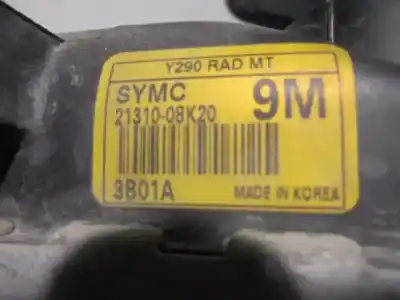 Y290 RAD MT
SYMC 9M
21310-08K20
3B01A MADE IN KOREA